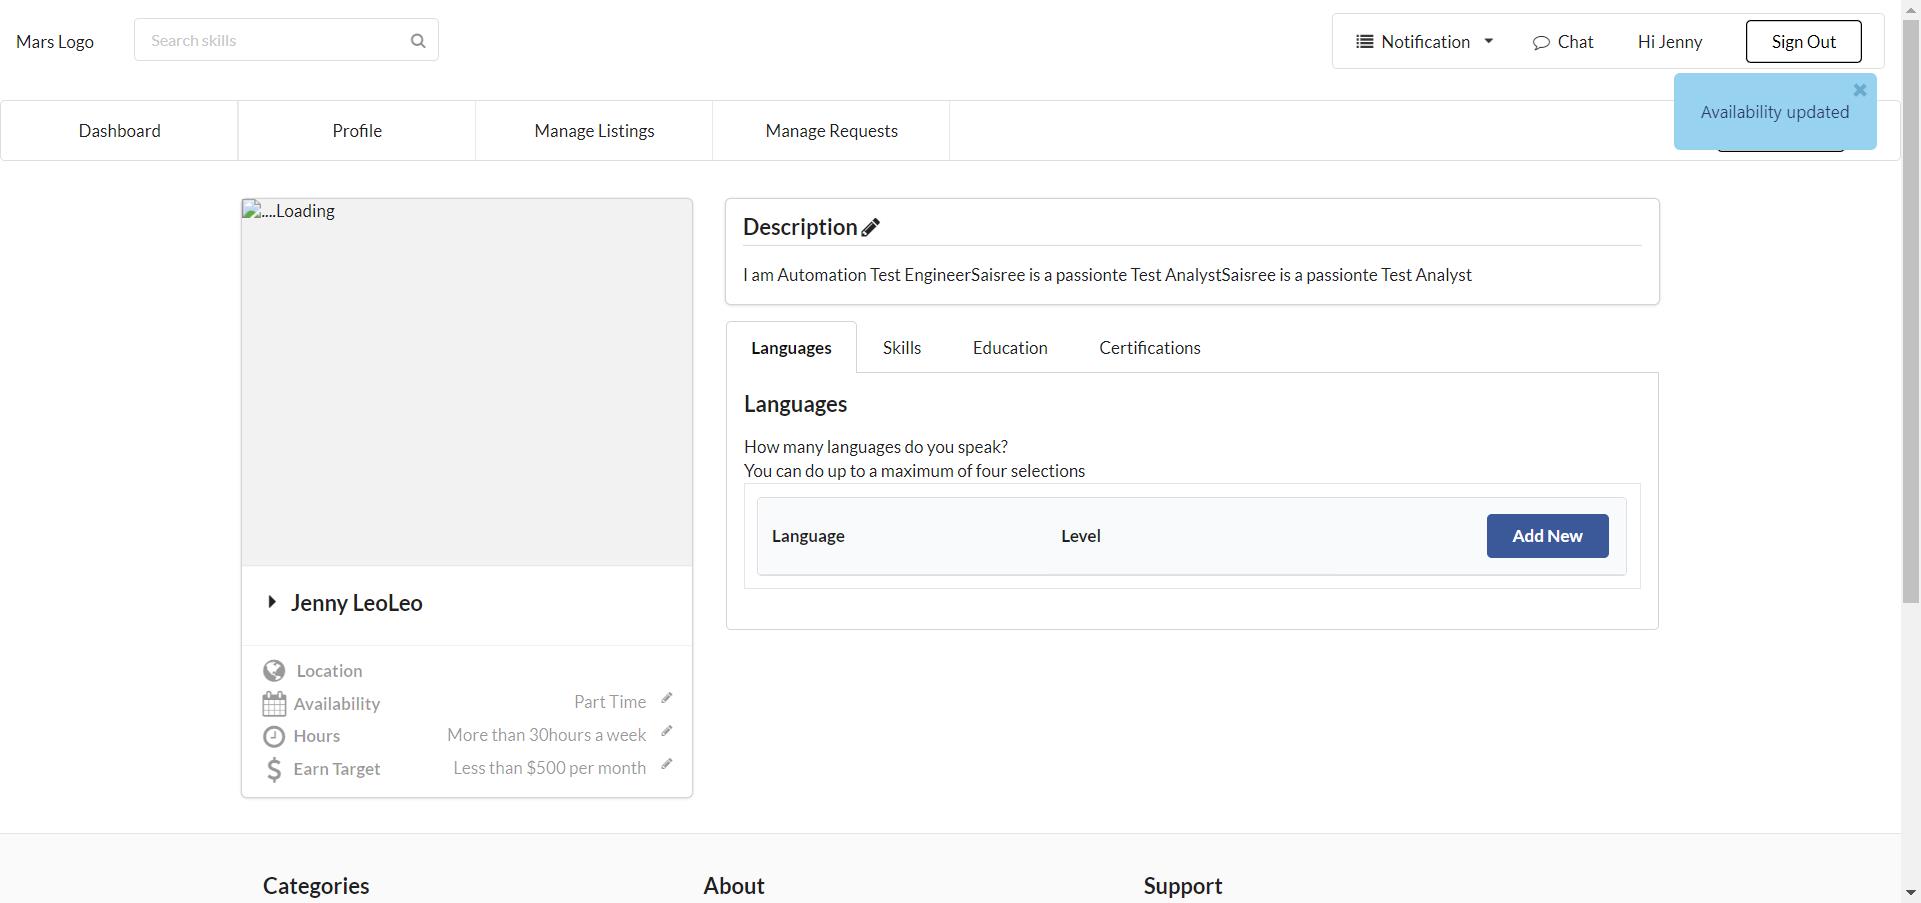 Mars Logo
Search skills
Notification
Chat
Hi Jenny
Sign Out
Availability updated
Dashboard
Profile
Manage Listings
Manage Requests
....Loading
Description
I am Automation Test EngineerSaisree is a passionte Test AnalystSaisree is a passionte Test Analyst
Languages
Skills
Education
Certifications
Languages
How many languages do you speak?
You can do up to a maximum of four selections
Language
Level
Add New
Jenny LeoLeo
Location
Availability
Part Time
Hours
More than 30hours a week
Earn Target
Less than $500 per month
Categories
About
Support